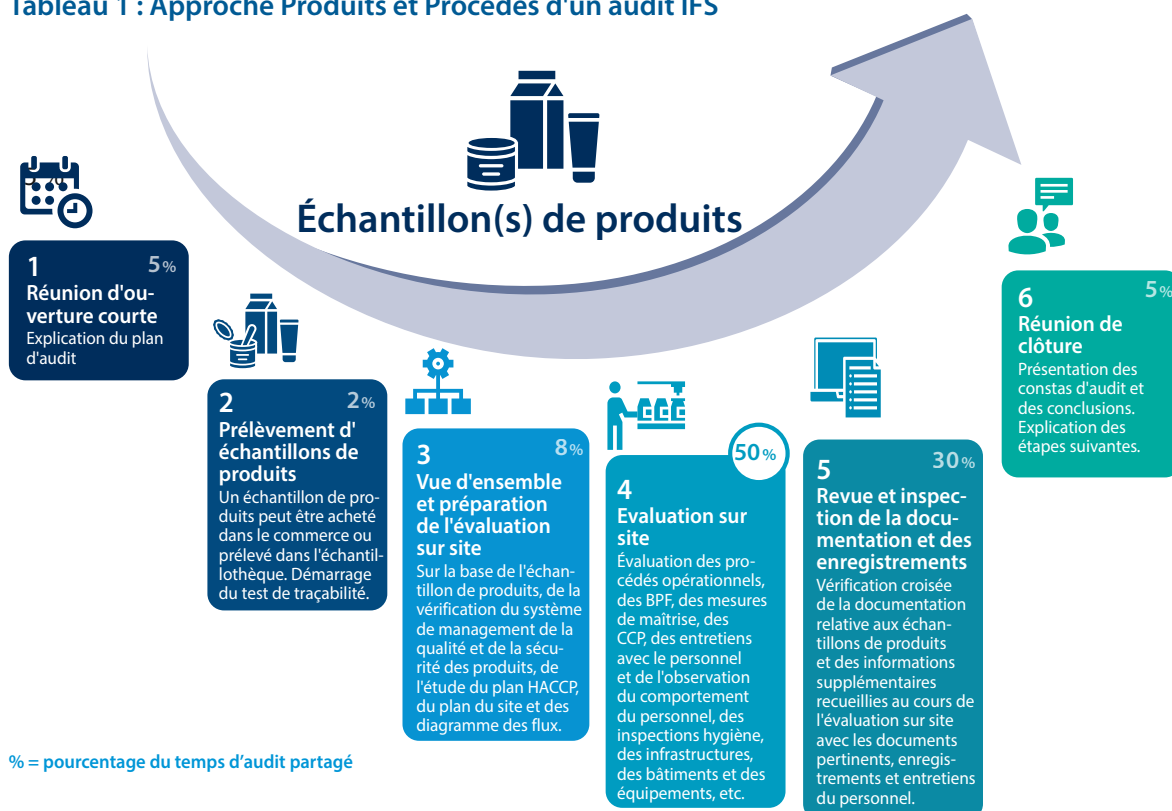 Tableau 1 : Approche Produits et Procédés d'un audit IFS
Échantillon(s) de produits
1
5%
Réunion d'ou-
verture courte
Explication du plan
d'audit
2
2%
Prélèvement d'
échantillons de
produits
Un échantillon de pro-
duits peut être acheté
dans le commerce ou
prélevé dans l'échantil-
lothèque. Démarrage
du test de traçabilité.
3
8%
Vue d'ensemble
et préparation
de l'évaluation
sur site
Sur la base de l'échan-
tillon de produits, de la
vérification du système
de management de la
qualité et de la sécu-
rité des produits, de
l'étude du plan HACCP,
du plan du site et des
diagramme des flux.
4
50%
Evaluation sur
site
Évaluation des pro-
cédés opérationnels,
des BPF, des mesures
de maîtrise, des
CCP, des entretiens
avec le personnel
et de l'observation
du comportement
du personnel, des
inspections hygiène,
des infrastructures,
des bâtiments et des
équipements, etc.
5
30%
Revue et inspec-
tion de la docu-
mentation et des
enregistrements
Vérification croisée
de la documentation
relative aux échan-
tillons de produits
et des informations
supplémentaires
recueillies au cours de
l'évaluation sur site
avec les documents
pertinents, enregis-
trements et entretiens
du personnel.
6
5%
Réunion de
clôture
Présentation des
constas d'audit et
des conclusions.
Explication des
étapes suivantes.
% = pourcentage du temps d'audit partagé